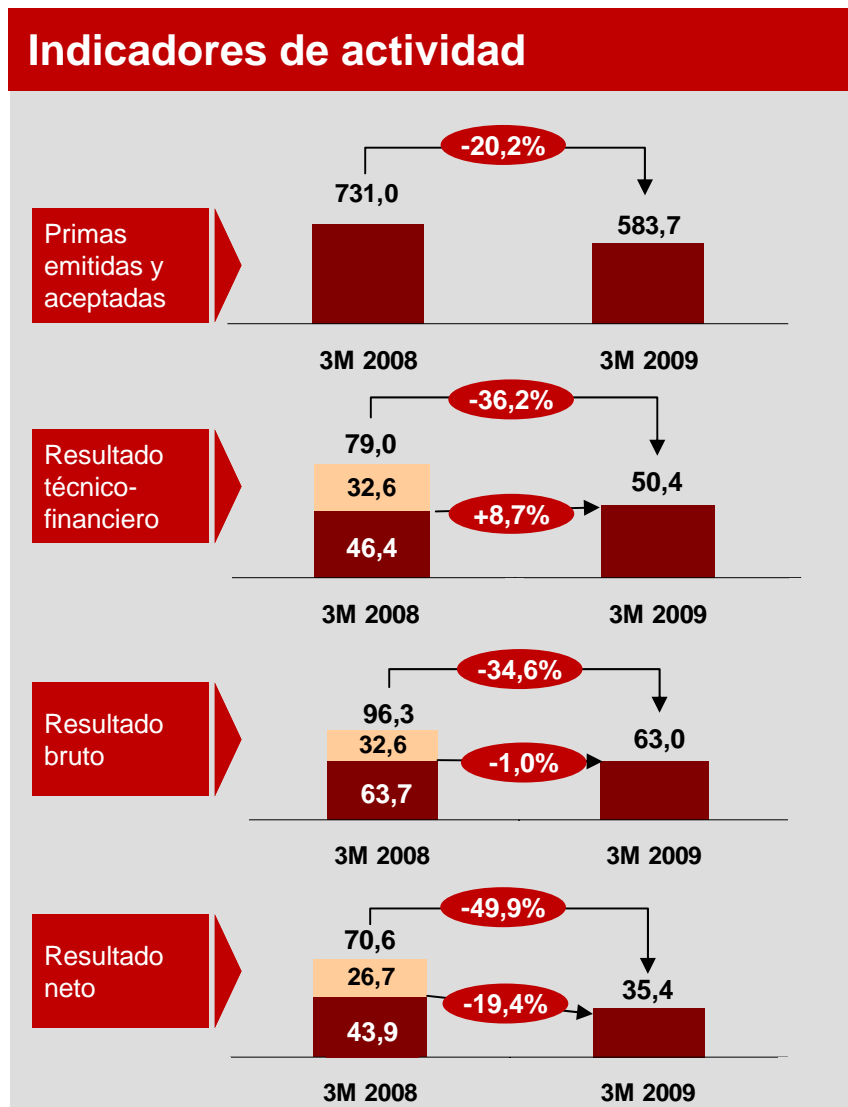 Indicadores de actividad
-20,2%
731,0
583,7
Primas
emitidas y
aceptadas
3M 2008
3M 2009
-36,2%
79,0
Resultado
técnico-
financiero
32,6
50,4
+8,7%
46,4
3M 2008
3M 2009
-34,6%
96,3
Resultado
bruto
32,6
63,0
-1,0%
63,7
3M 2008
3M 2009
-49,9%
70,6
Resultado
neto
26,7
35,4
-19,4%
43,9
3M 2008
3M 2009